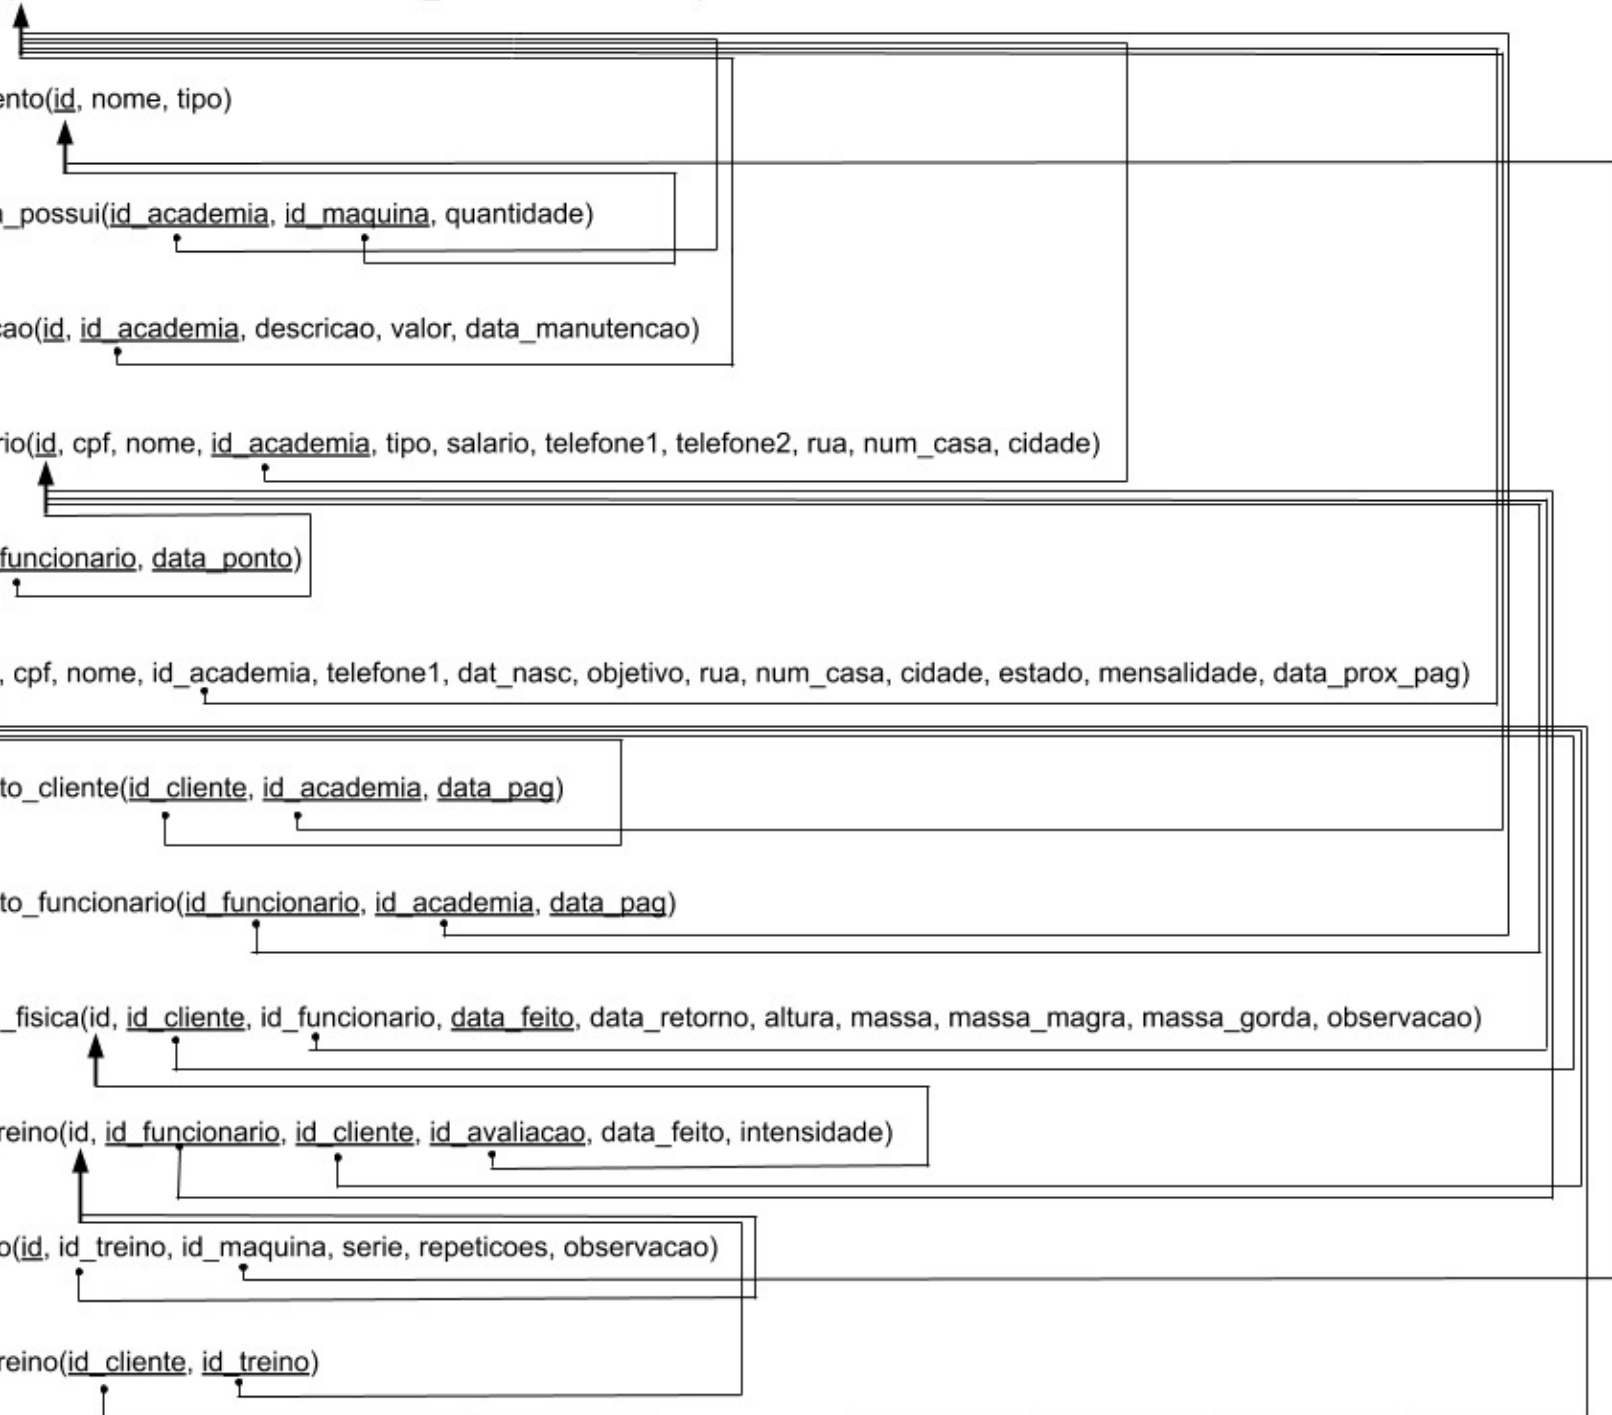 ento(id, nome, tipo)
_possui(id_academia, id_maquina, quantidade)
cao(id, id_academia, descricao, valor, data_manutencao)
rio(id, cpf, nome, id_academia, tipo, salario, telefone1, telefone2, rua, num_casa, cidade)
funcionario, data_ponto)
, cpf, nome, id_academia, telefone1, dat_nasc, objetivo, rua, num_casa, cidade, estado, mensalidade, data_prox_pag)
to_cliente(id_cliente, id_academia, data_pag)
to_funcionario(id_funcionario, id_academia, data_pag)
_fisica(id, id_cliente, id_funcionario, data_feito, data_retorno, altura, massa, massa_magra, massa_gorda, observacao)
reino(id, id_funcionario, id_cliente, id_avaliacao, data_feito, intensidade)
o(id, id_treino, id_maquina, serie, repeticoes, observacao)
reino(id_cliente, id_treino)